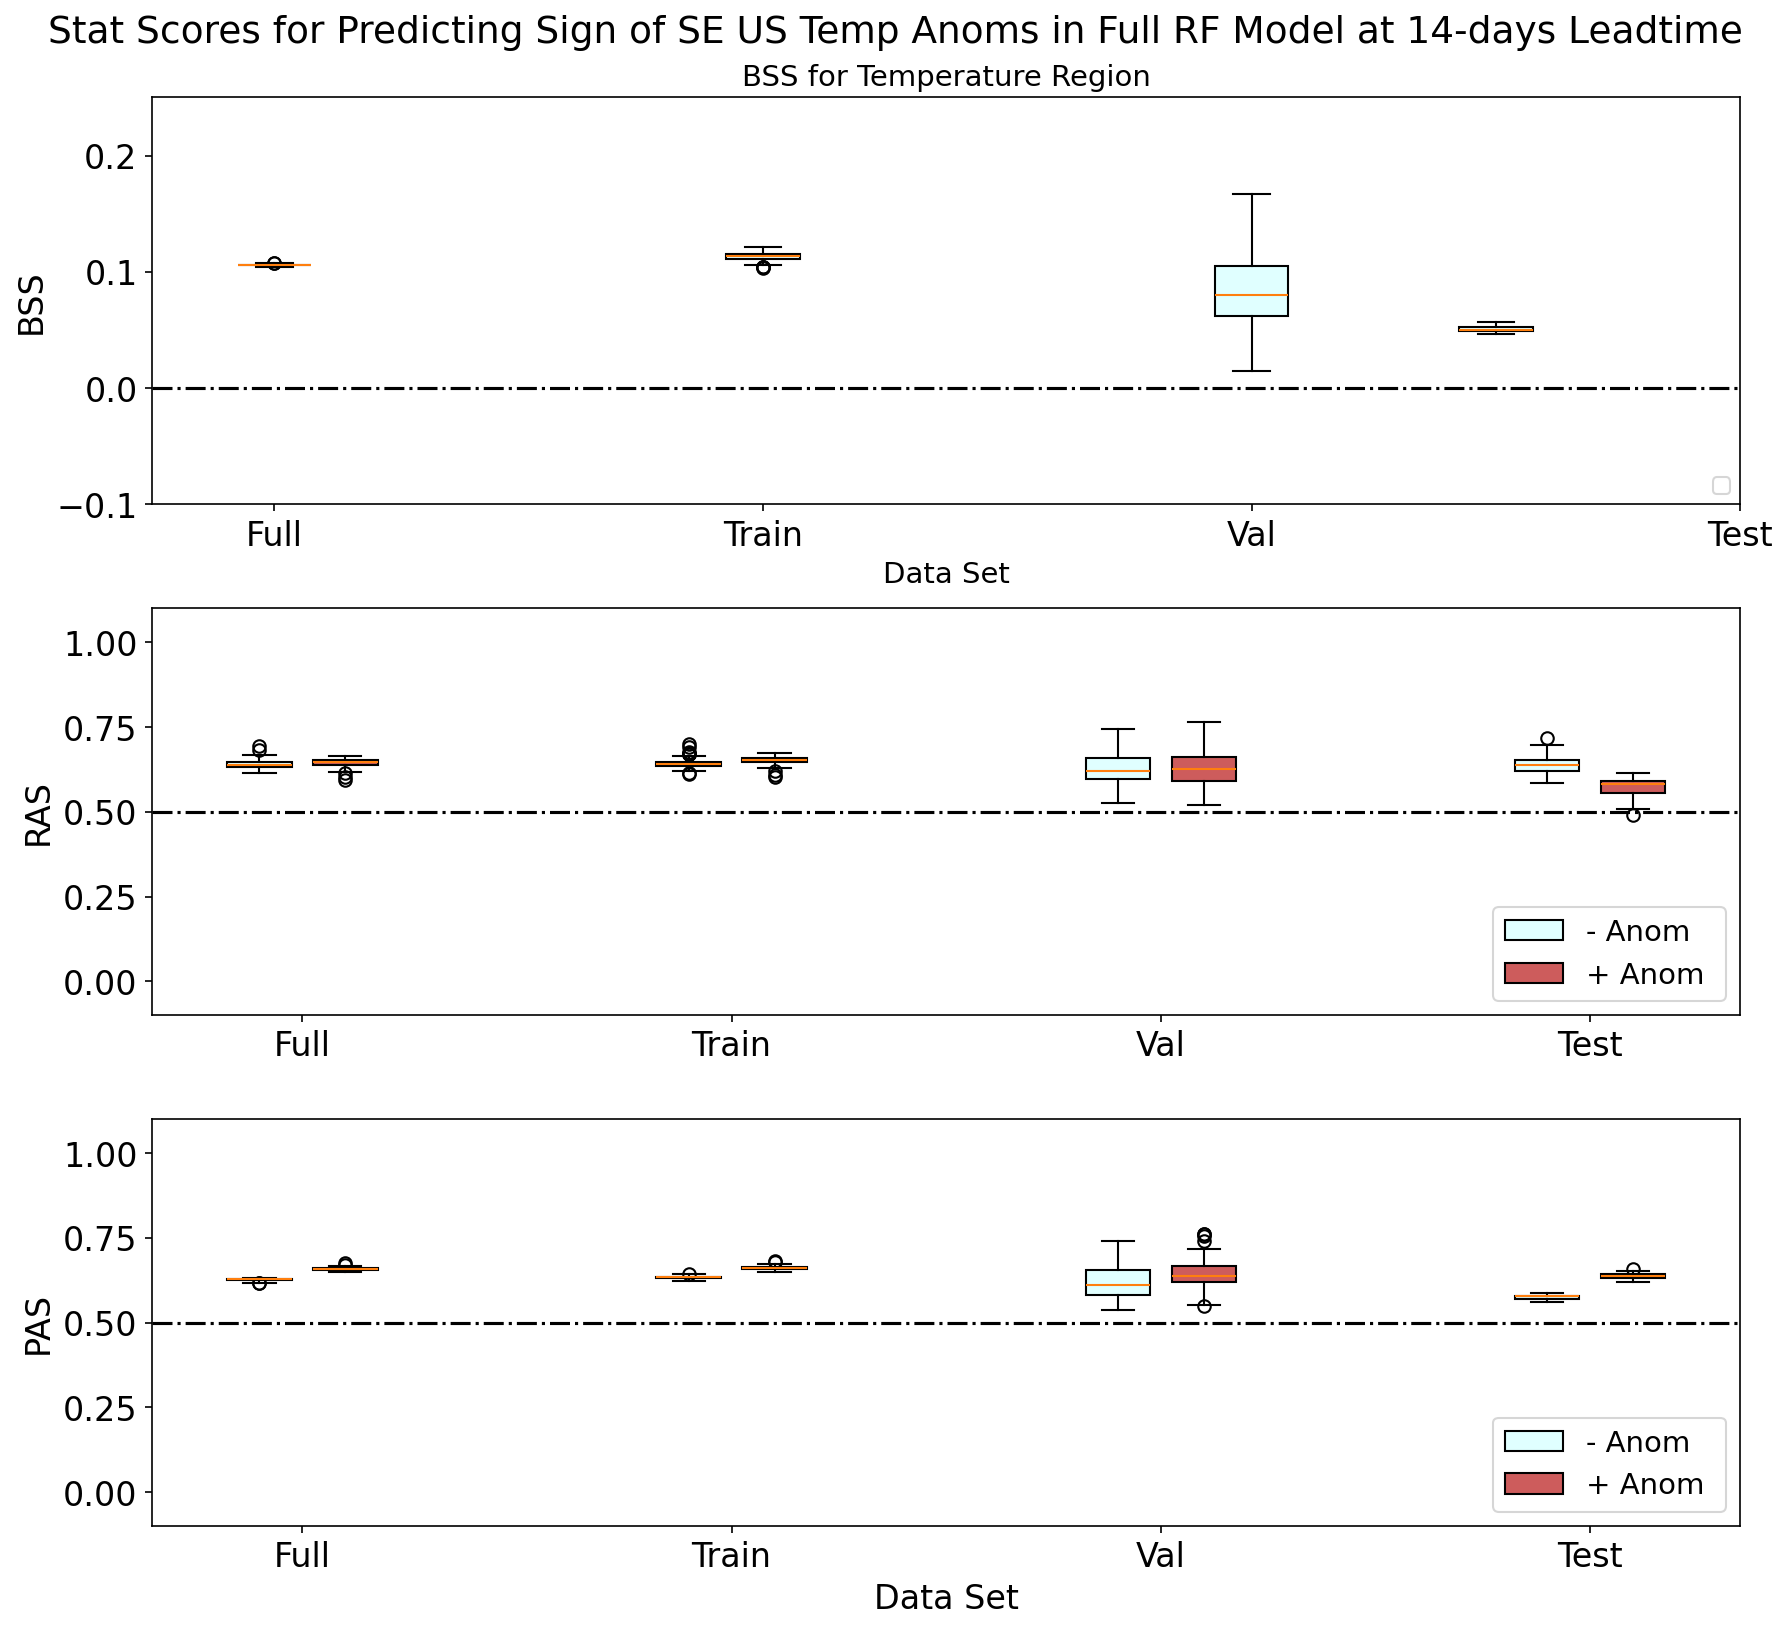 Stat Scores for Predicting Sign of SE US Temp Anoms in Full RF Model at 14-days Leadtime
BSS for Temperature Region
BSS
0.2
0.1
0.0
−0.1
Full Train Val Test
Data Set
RAS
1.00
0.75
0.50
0.25
0.00
- Anom
+ Anom
Full Train Val Test
PAS
1.00
0.75
0.50
0.25
0.00
- Anom
+ Anom
Full Train Val Test
Data Set